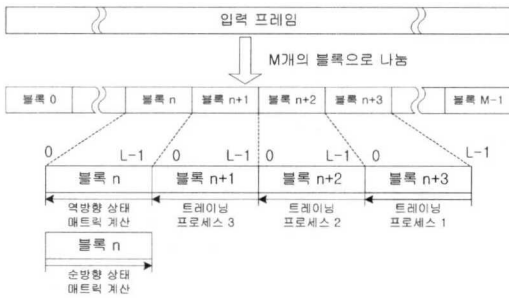 입력 프레임
M개의 블록으로 나눔
블록 0 블록 n 블록 n+1 블록 n+2 블록 n+3 블록 M-1
0 L-1 0 L-1 0 L-1 0 L-1
블록 n 블록 n+1 블록 n+2 블록 n+3
역방향 상태 트레이닝 트레이닝 트레이닝
매트릭 계산 프로세스 3 프로세스 2 프로세스 1
블록 n
순방향 상태
매트릭 계산